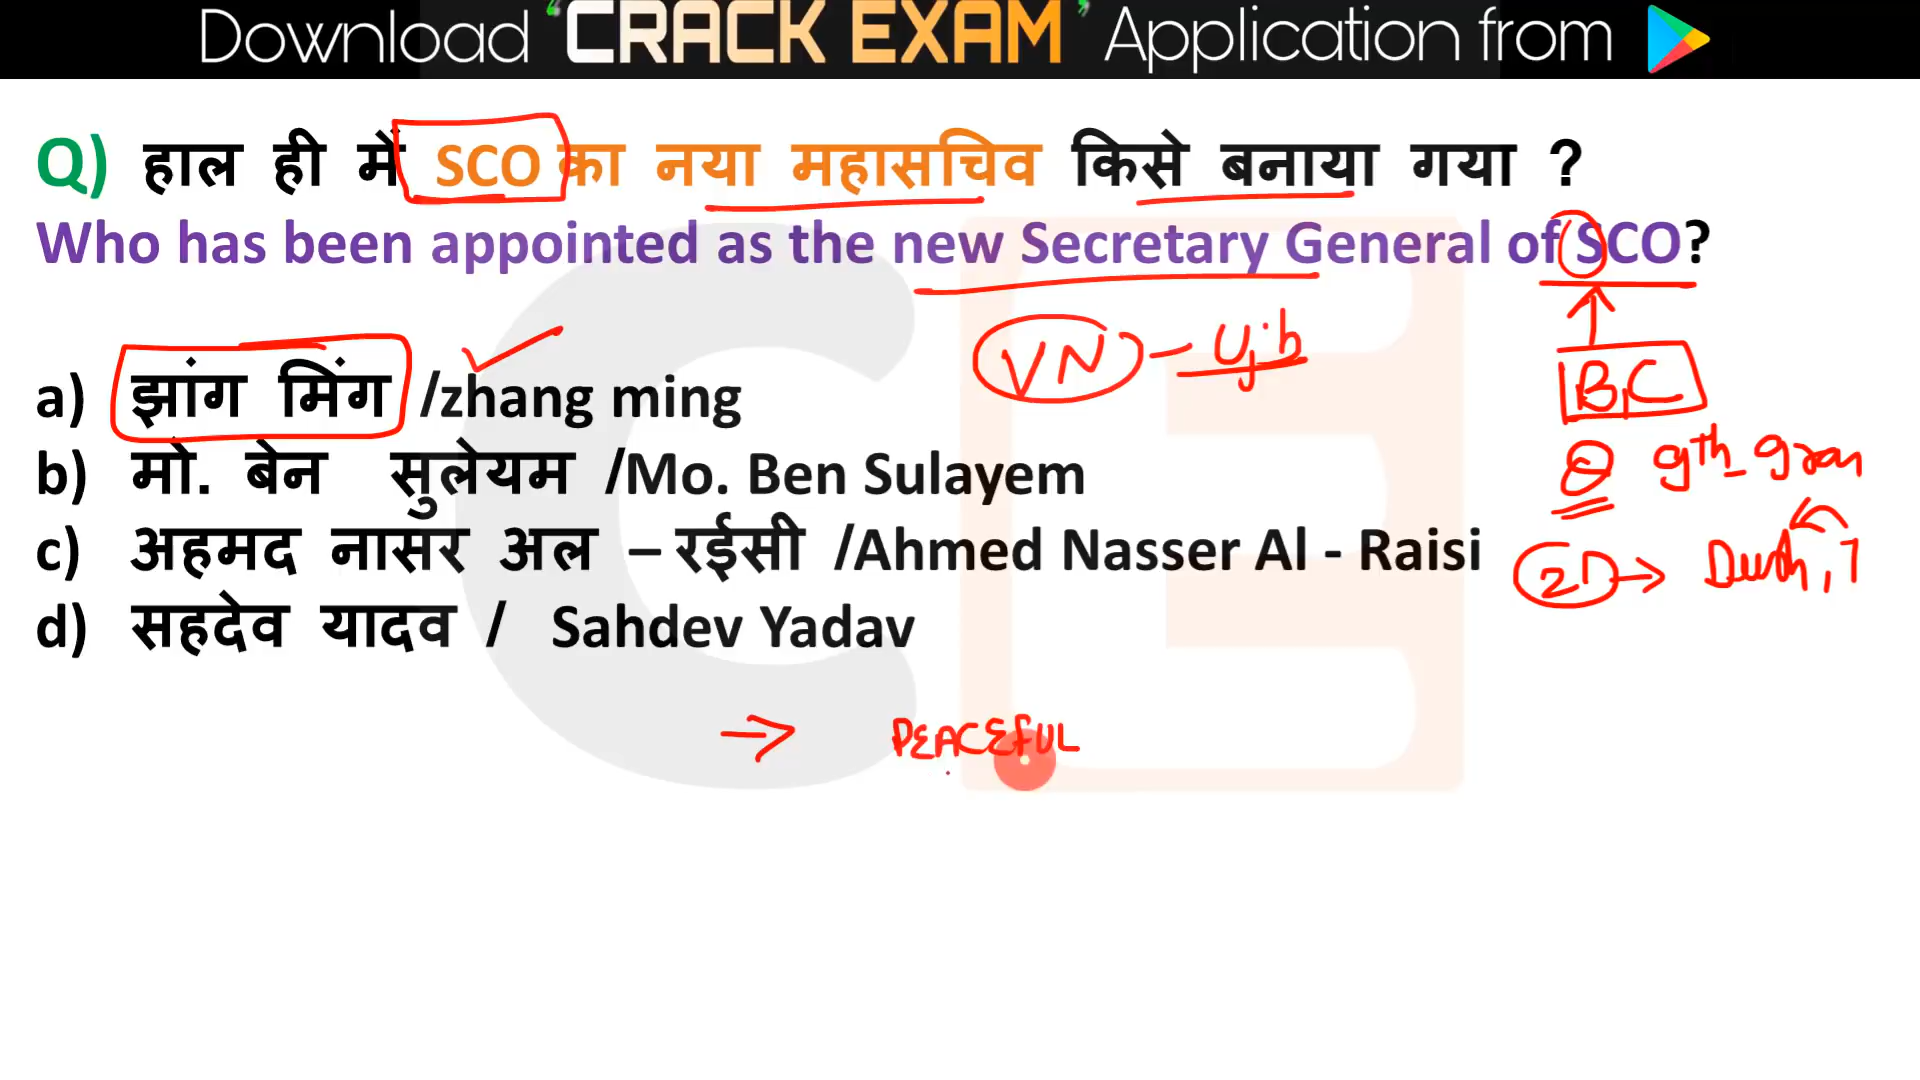 Download 'CRACK EXAM' Application from
Q) हाल ही में SCO का नया महासचिव किसे बनाया गया ?
Who has been appointed as the new Secretary General of SCO?
VN - 
B,C
a) झांग मिंग /zhang ming
b) मो. बेन सुलेयम /Mo. Ben Sulayem
9th
c) अहमद नासर अल – रईसी /Ahmed Nasser Al - Raisi
2D
d) सहदेव यादव / Sahdev Yadav
PEACEFUL